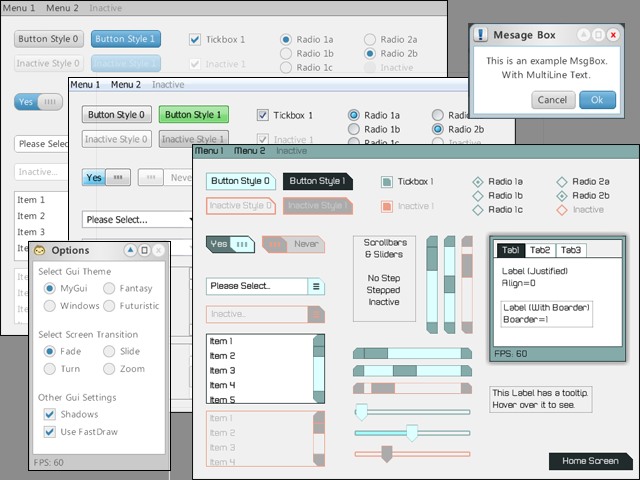 Menu 1 Menu 2 Inactive
Button Style 0 Button Style 1 Tickbox 1 Radio 1a Radio 2a
Radio 1b Radio 2b
Inactive Style 0 Inactive Style 1 Inactive 1 Radio 1c Inactive
Yes
Please Select
Inactive...
Item 1
Item 2
Item 3
Item 4
Mesage Box
This is an example MsgBox.
With MultiLine Text.
Cancel Ok
Menu 1 Menu 2 Inactive
Button Style 0 Button Style 1 Tickbox 1 Radio 1a
Radio 1b Radio 2b
Inactive Style 0 Inactive Style 1 Inactive 1
Yes Never
Please Select...
Options
Select Gui Theme
MyGui Fantasy
Windows Futuristic
Select Screen Transition
Fade Slide
Turn Zoom
Other Gui Settings
Shadows
Use FastDraw
FPS: 60
Menu 1 Menu 2 Inactive
Button Style 0 Button Style 1 Tickbox 1 Radio 1a Radio 2a
Radio 1b Radio 2b
Inactive Style 0 Inactive Style 1 Inactive 1 Radio 1c Inactive
Yes Never
Please Select..
Inactive...
Item 1
Item 2
Item 3
Item 4
Item 5
Item 1
Item 2
Item 3
Item 4
Scrollbars
& Sliders
No Step
Stepped
Inactive
Tab1 Tab2 Tab3
Label (Justified)
Align=0
Label (With Boarder)
Boarder=1
FPS: 60
This Label has a tooltip.
Hover over it to see.
Home Screen